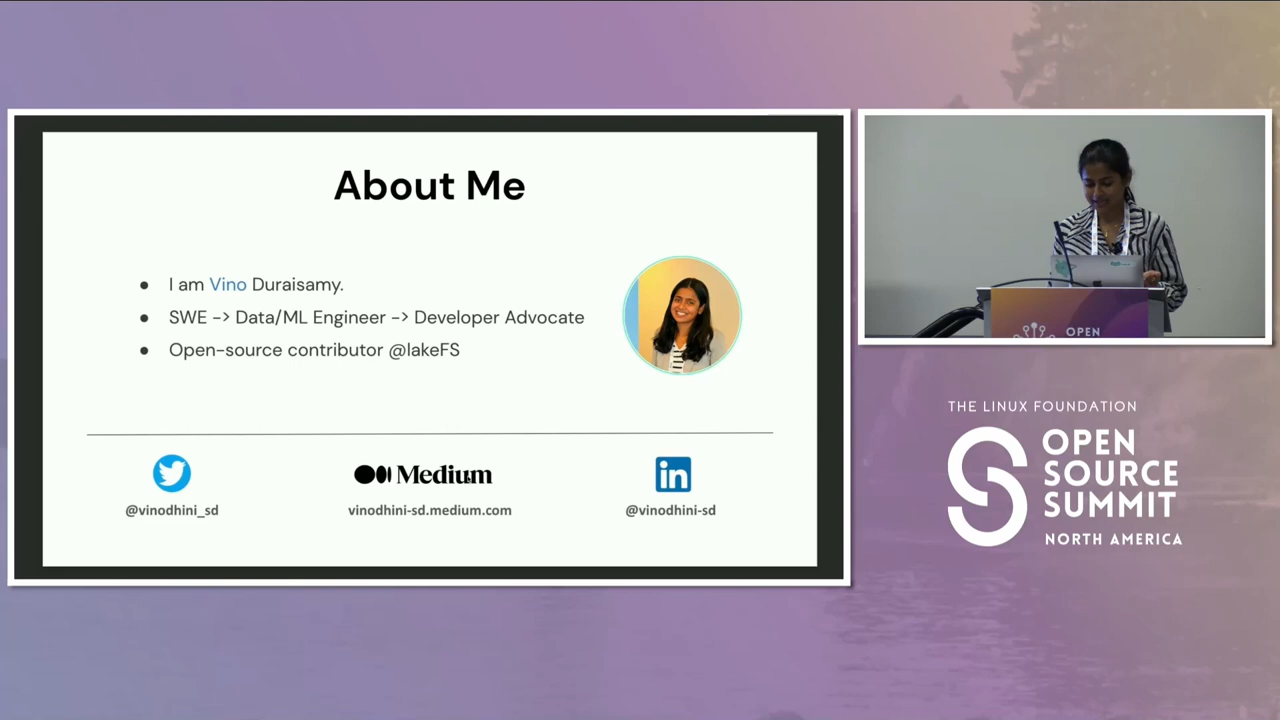 About Me
● I am Vino Duraisamy.
● SWE -> Data/ML Engineer -> Developer Advocate
● Open-source contributor @lakeFS
in
Medium
@vinodhini_sd
vinodhini-sd.medium.com
@vinodhini-sd
OPEN
THE LINUX FOUNDATION
OPEN
SOURCE
SUMMIT
NORTH AMERICA